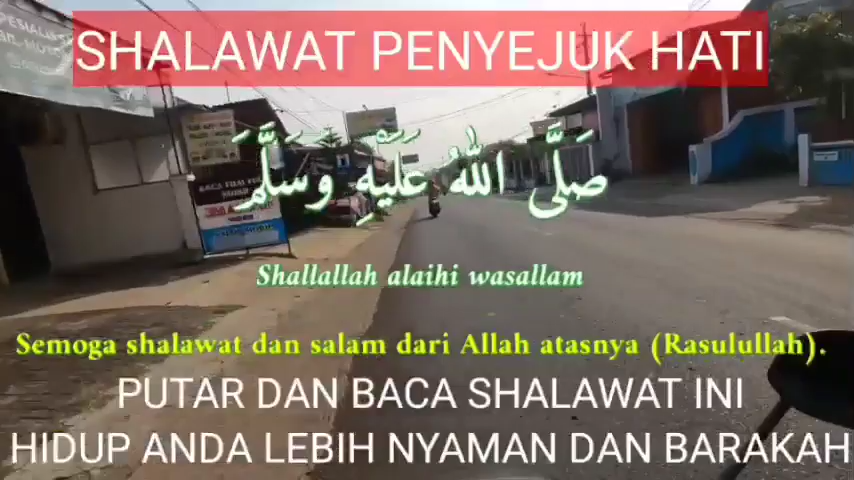 SHALAWAT PENYEJUK HATI
صَلَّى اللهُ عَلَيْهِ وَسَلَّمَ
Shallallah alaihi wasallam
Semoga shalawat dan salam dari Allah atasnya (Rasulullah).
PUTAR DAN BACA SHALAWAT INI
HIDUP ANDA LEBIH NYAMAN DAN BARAKAH